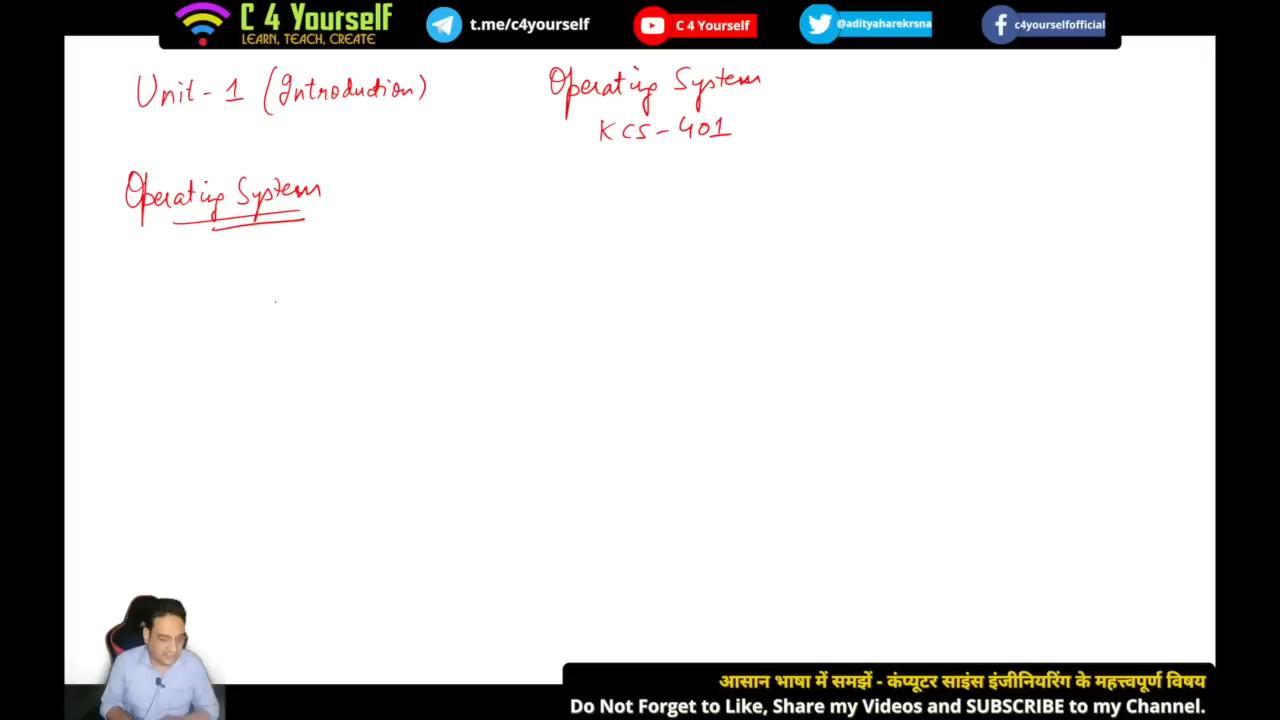 C 4 Yourself
LEARN, TEACH, CREATE
t.me/c4yourself
C 4 Yourself
@adityaharekrsna
c4yourselfofficial
Unit - 1 (Introduction)
Operating System
KCS - 401
Operating System
आसान भाषा में समझें - कंप्यूटर साइंस इंजीनियरिंग के महत्त्वपूर्ण विषय
Do Not Forget to Like, Share my Videos and SUBSCRIBE to my Channel.